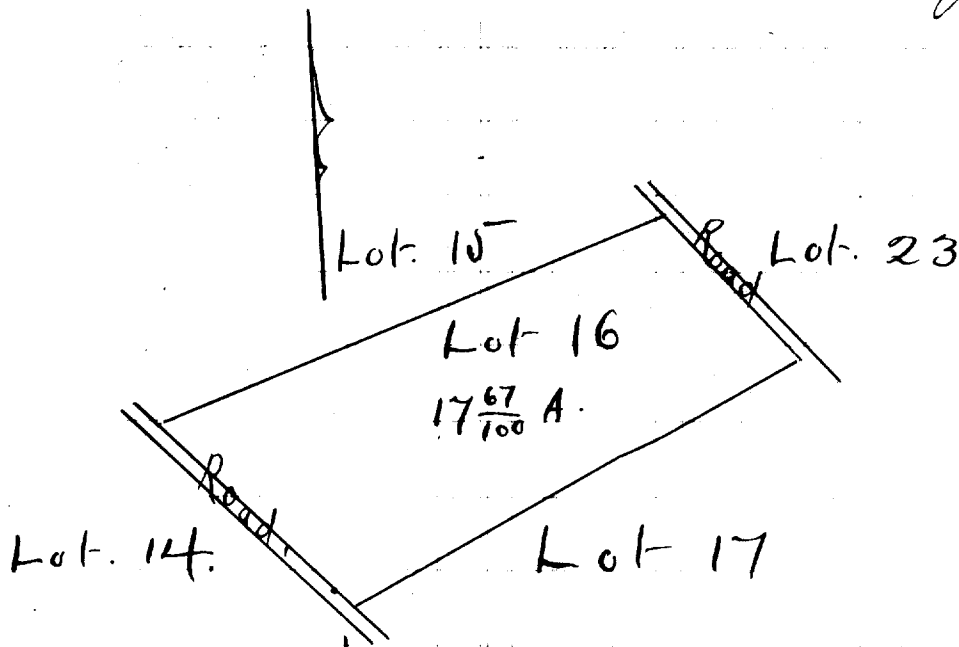 Lot. 15
Road
Lot. 23
Lot 16
17 67/100 A.
Road.
Lot. 14.
Lot 17